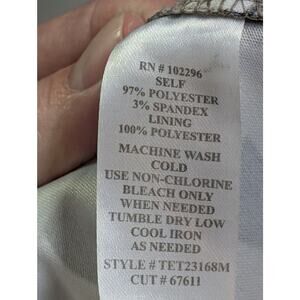 RN # 102296
SELF
97% POLYESTER
3% SPANDEX
LINING
100% POLYESTER
MACHINE WASH
COLD
USE NON-CHLORINE
BLEACH ONLY
WHEN NEEDED
TUMBLE DRY LOW
COOL IRON
AS NEEDED
STYLE # TET23168M
CUT # 67611